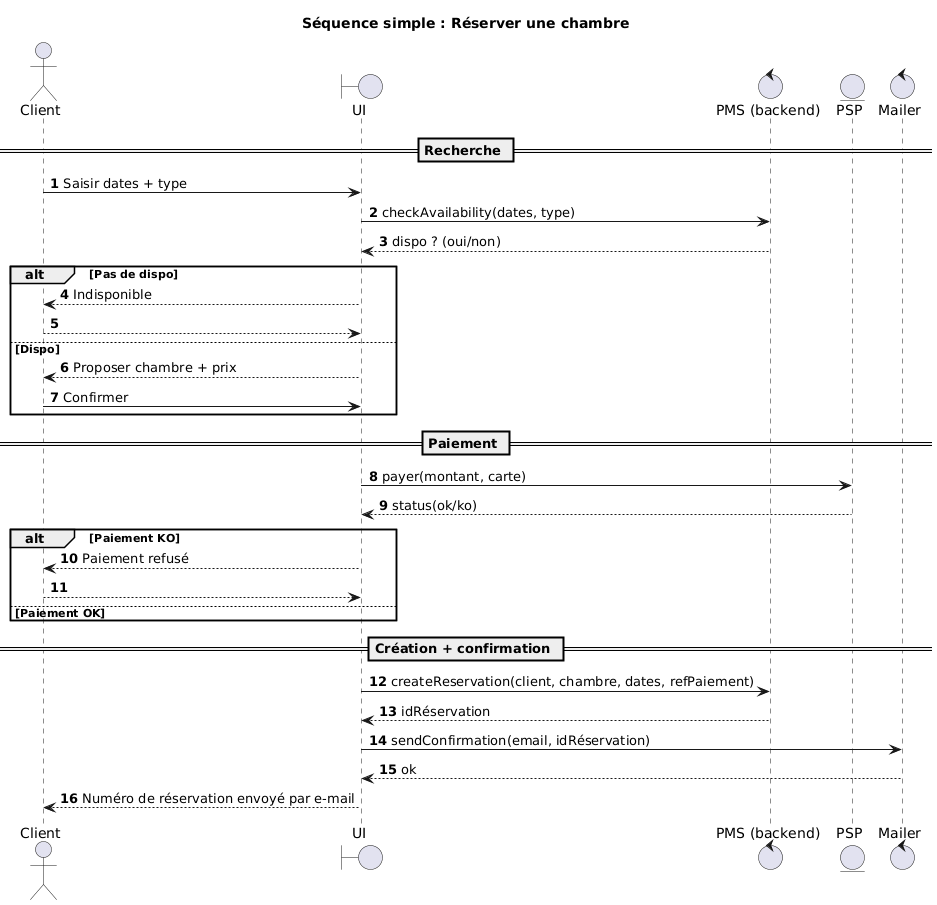 Séquence simple : Réserver une chambre
Client
UI
PMS (backend)
PSP
Mailer
Recherche
1 Saisir dates + type
2 checkAvailability(dates, type)
3 dispo ? (oui/non)
alt [Pas de dispo]
4 Indisponible
5
[Dispo]
6 Proposer chambre + prix
7 Confirmer
Paiement
8 payer(montant, carte)
9 status(ok/ko)
alt [Paiement KO]
10 Paiement refusé
11
[Paiement OK]
Création + confirmation
12 createReservation(client, chambre, dates, refPaiement)
13 idRéservation
14 sendConfirmation(email, idRéservation)
15 ok
16 Numéro de réservation envoyé par e-mail
Client
UI
PMS (backend)
PSP
Mailer